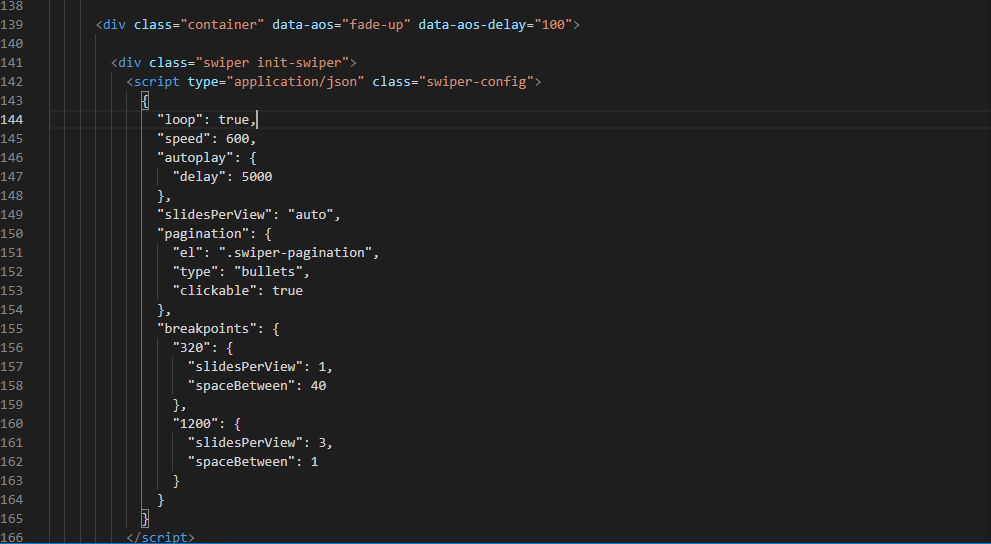 138
139 <div class="container" data-aos="fade-up" data-aos-delay="100">
140
141 <div class="swiper init-swiper">
142 <script type="application/json" class="swiper-config">
143 {
144 "loop": true,
145 "speed": 600,
146 "autoplay": {
147 "delay": 5000
148 },
149 "slidesPerView": "auto",
150 "pagination": {
151 "el": ".swiper-pagination",
152 "type": "bullets",
153 "clickable": true
154 },
155 "breakpoints": {
156 "320": {
157 "slidesPerView": 1,
158 "spaceBetween": 40
159 },
160 "1200": {
161 "slidesPerView": 3,
162 "spaceBetween": 1
163 }
164 }
165 }
166 </script>